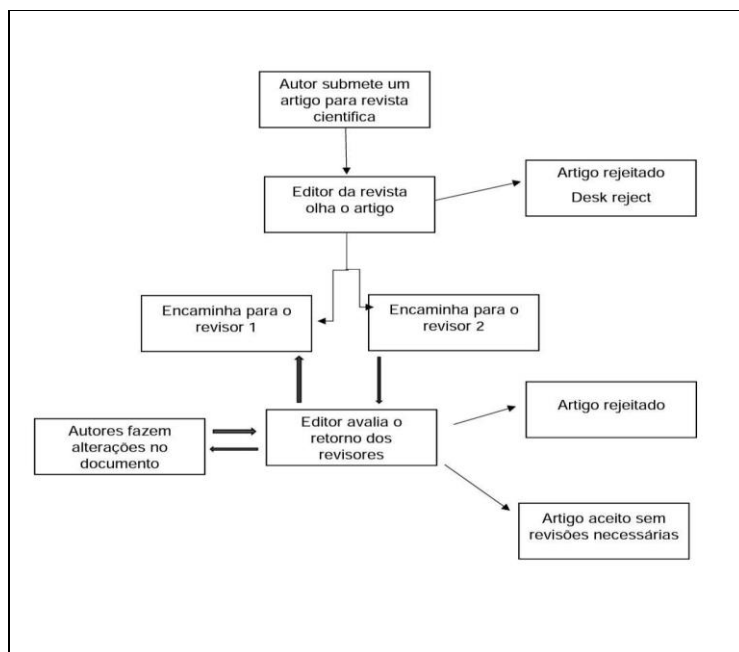 Autor submete um
artigo para revista
cientifica
Editor da revista
olha o artigo
Artigo rejeitado
Desk reject
Encaminha para o
revisor 1
Encaminha para o
revisor 2
Autores fazem
alterações no
documento
Editor avalia o
retorno dos
revisores
Artigo rejeitado
Artigo aceito sem
revisões necessárias